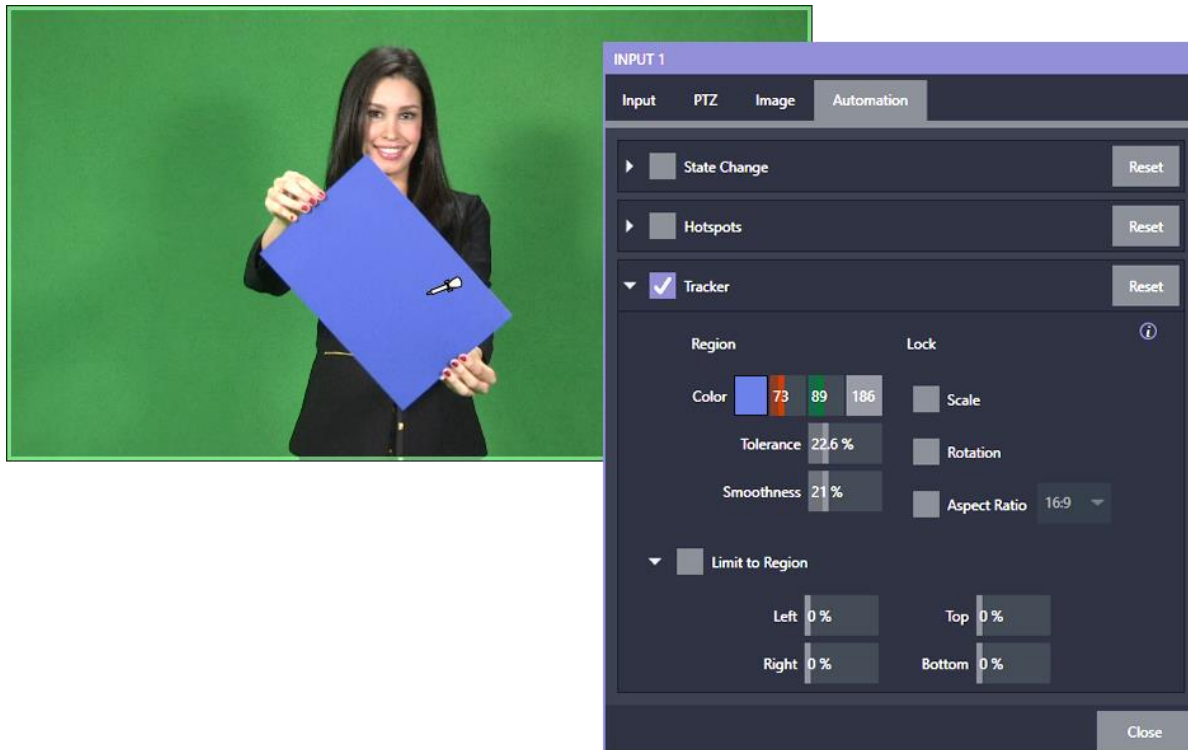 INPUT 1
Input PTZ Image Automation
State Change Reset
Hotspots Reset
Tracker Reset
Region Lock
Color 73 89 186 Scale
Tolerance 22.6 % Rotation
Smoothness 21 % Aspect Ratio 16:9
Limit to Region
Left 0 % Top 0 %
Right 0 % Bottom 0 %
Close